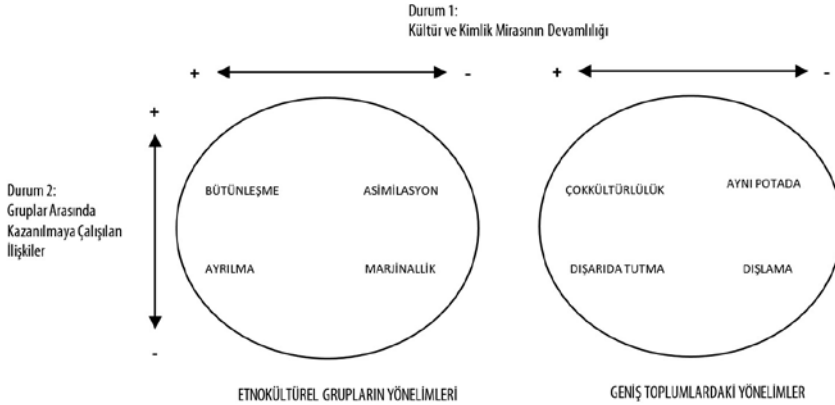 Durum 1:
Kültür ve Kimlik Mirasının Devamlılığı
+ -
+ -
+
Durum 2:
Gruplar Arasında
Kazanılmaya Çalışılan
İlişkiler
-
BÜTÜNLEŞME ASİMİLASYON
AYRILMA MARJİNALLİK
ÇOKKÜLTÜRLÜLÜK AYNI POTADA
DIŞARIDA TUTMA DIŞLAMA
ETNOKÜLTÜREL GRUPLARIN YÖNELİMLERİ
GENİŞ TOPLUMLARDAKİ YÖNELİMLER